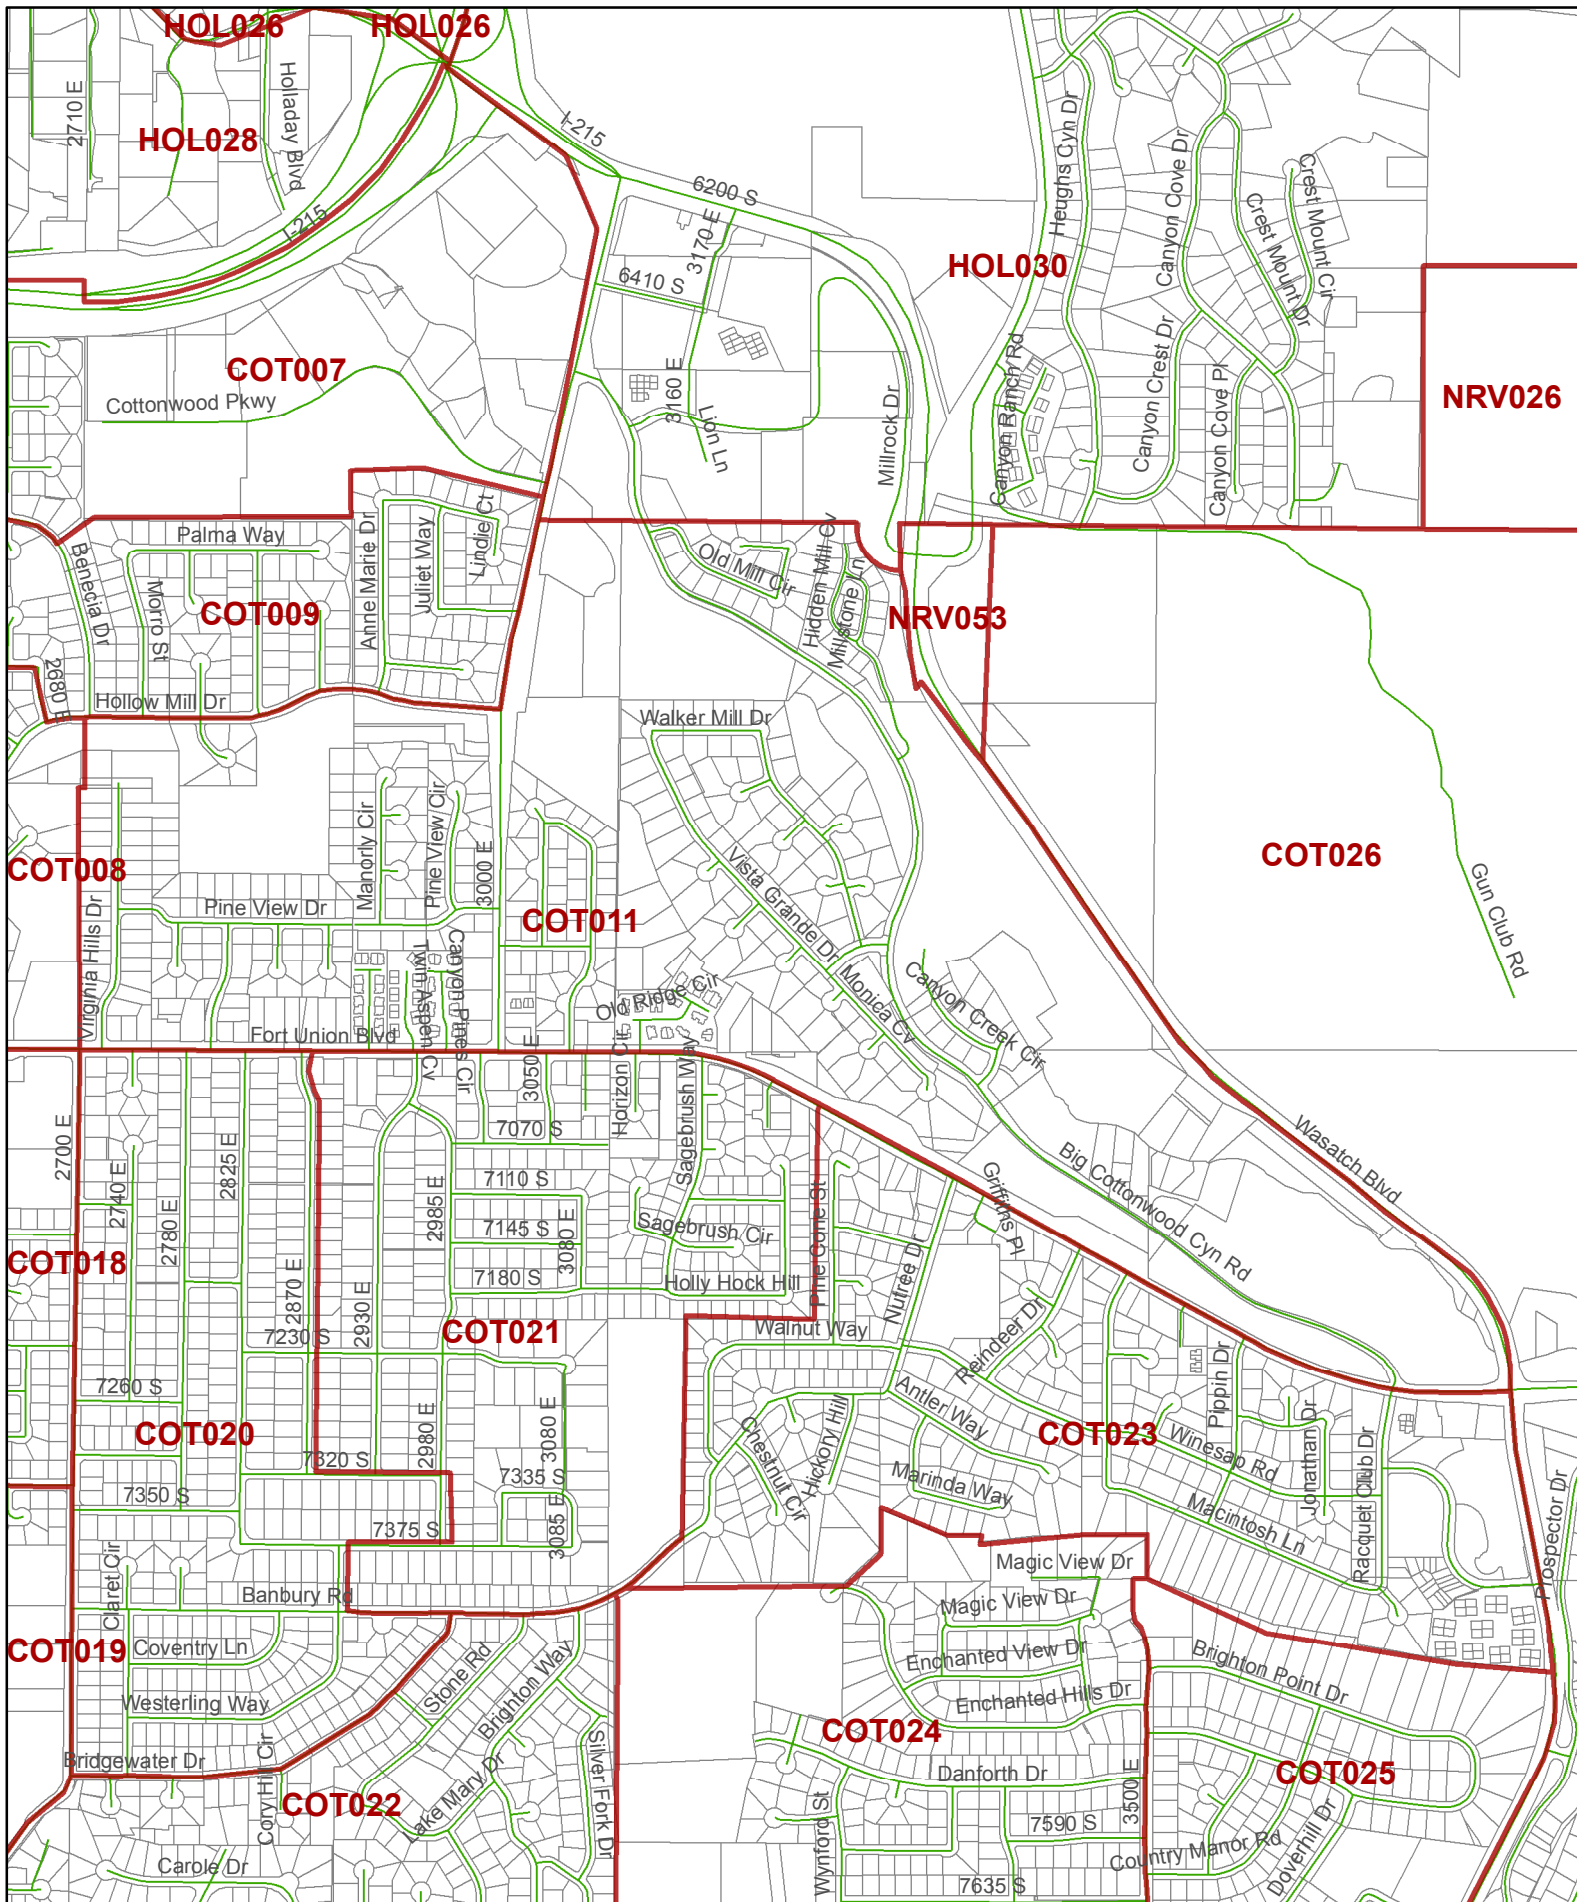 HOL026
HOL026
2710 E
Holladay Blvd
HOL028
I-215
I-215
6200 S
3170 E
6410 S
Heughs Cyn Dr
Canyon Cove Dr
Crest Mount Cir
Crest Mount Dr
HOL030
COT007
Cottonwood Pkwy
3160 E
Lion Ln
Millrock Dr
Canyon Ranch Rd
Canyon Crest Dr
Canyon Cove Pl
NRV026
Palma Way
Benecia Dr
Morro St
COT009
Anne Marie Dr
Juliet Way
Lindie Ct
Old Mill Cir
Hidden Mill Cv
Millstone Ln
NRV053
2680 E
Hollow Mill Dr
Walker Mill Dr
COT008
Virginia Hills Dr
Pine View Dr
Manorly Cir
Pine View Cir
3000 E
COT011
Vista Grande Dr
COT026
Gun Club Rd
Twin Aspen Cv
Canyon Pines Cir
Old Ridge Cir
Monica Cv
Canyon Creek Cir
Fort Union Blvd
3050 E
Horizon Cir
Sagebrush Way
2700 E
2740 E
2780 E
2825 E
2870 E
2930 E
2985 E
7070 S
7110 S
7145 S
3080 E
7180 S
Sagebrush Cir
Holly Hock Hill
Pine Cone St
Nutree Dr
Griffiths Pl
Big Cottonwood Cyn Rd
Wasatch Blvd
COT018
7230 S
COT021
Walnut Way
Reindeer Dr
7260 S
COT020
7320 S
2980 E
3080 E
7335 S
7350 S
7375 S
3085 E
Chestnut Cir
Hickory Hill
Antler Way
Marinda Way
COT023
Pippin Dr
Winesap Rd
Jonathan Dr
Racquet Club Dr
Macintosh Ln
Prospector Dr
Magic View Dr
Magic View Dr
Claret Cir
Banbury Rd
COT019
Coventry Ln
Westerling Way
Stone Rd
Brighton Way
Enchanted View Dr
Enchanted Hills Dr
Brighton Point Dr
Bridgewater Dr
Cory Hill Cir
COT022
Lake Mary Dr
Silver Fork Dr
COT024
Danforth Dr
3500 E
COT025
Wynford St
7590 S
Country Manor Rd
Doverhill Dr
Carole Dr
7635 S